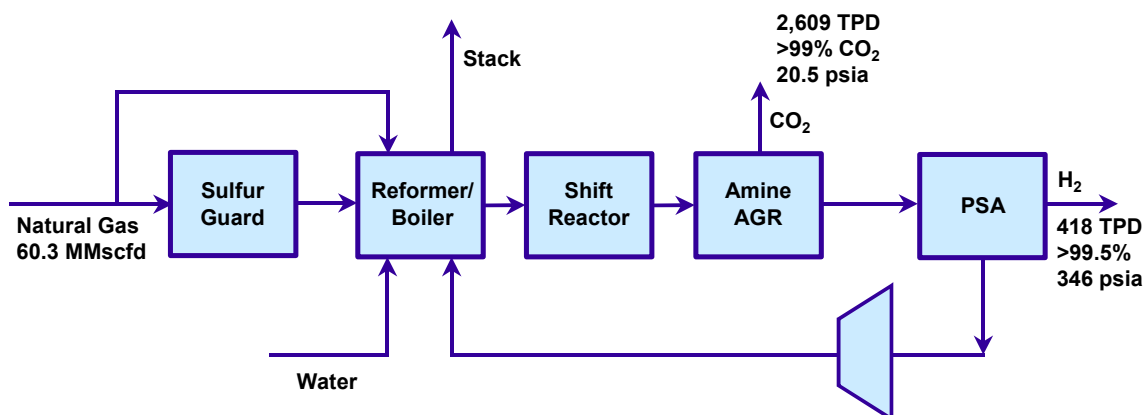 2,609 TPD
>99% CO₂
20.5 psia
Stack
CO₂
Sulfur
Guard
Reformer/
Boiler
Shift
Reactor
Amine
AGR
PSA
H₂
Natural Gas
60.3 MMscfd
418 TPD
>99.5%
346 psia
Water